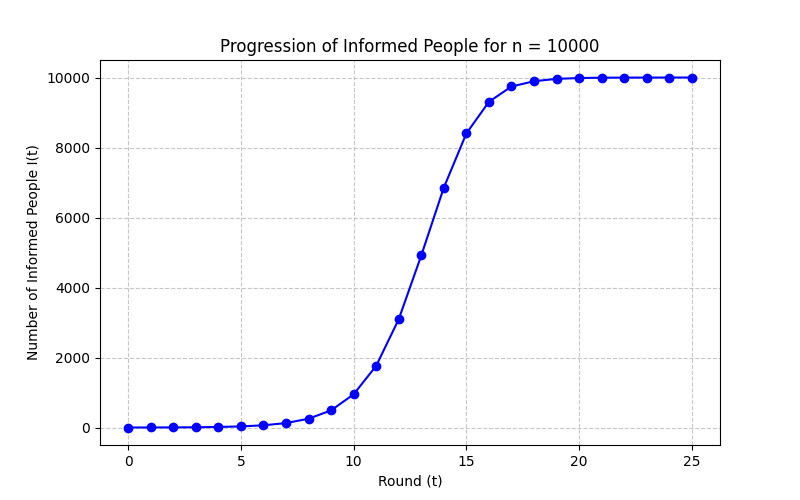 Progression of Informed People for n = 10000
Number of Informed People I(t)
10000
8000
6000
4000
2000
0
0 5 10 15 20 25
Round (t)